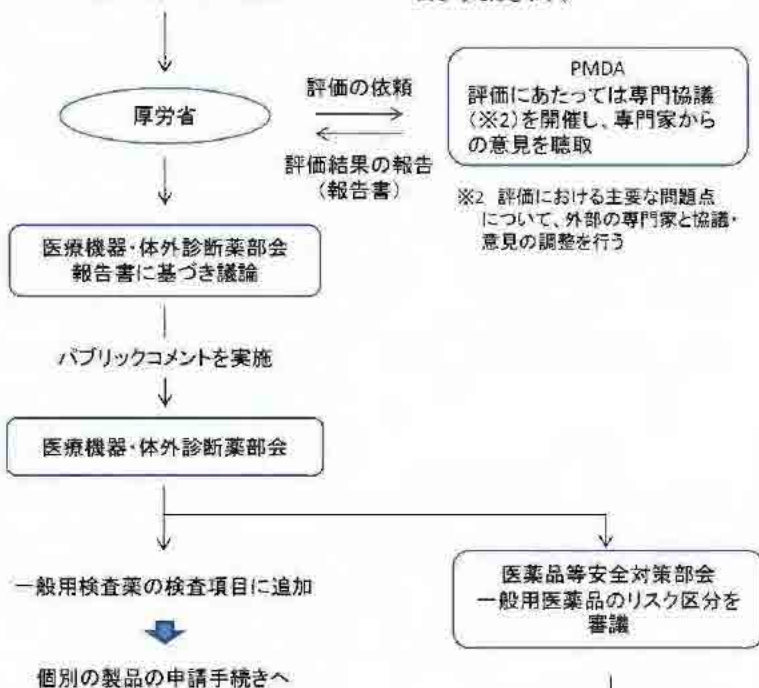 厚労省
評価の依頼
評価結果の報告
(報告書)
PMDA
評価にあたっては専門協議
(※2)を開催し、専門家から
の意見を聴取
※2 評価における主要な問題点
について、外部の専門家と協議・
意見の調整を行う
医療機器・体外診断薬部会
報告書に基づき議論
パブリックコメントを実施
医療機器・体外診断薬部会
一般用検査薬の検査項目に追加
個別の製品の申請手続きへ
医薬品等安全対策部会
一般用医薬品のリスク区分を
審議